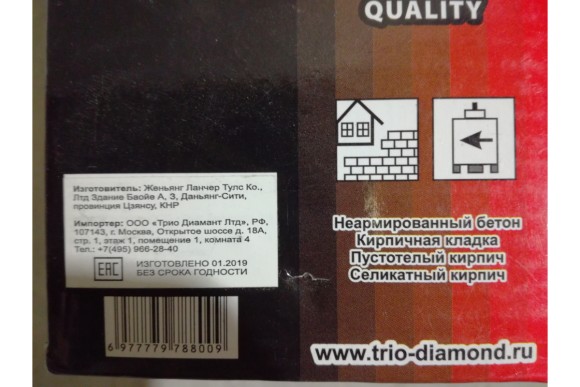 QUALITY
Изготовитель: Женьянг Ланчер Тулс Ко.,
Лтд Здание Баойе А, 3, Даньянг-Сити,
провинция Цзянсу, КНР
Импортер: ООО «Трио Диамант Лтд», РФ,
107143, г. Москва, Открытое шоссе д. 18А,
стр. 1, этаж 1, помещение 1, комната 4
Тел.: +7(495) 966-28-40
EAC
ИЗГОТОВЛЕНО 01.2019
БЕЗ СРОКА ГОДНОСТИ
6 977779 788009
Неармированный бетон
Кирпичная кладка
Пустотелый кирпич
Силикатный кирпич
www.trio-diamond.ru